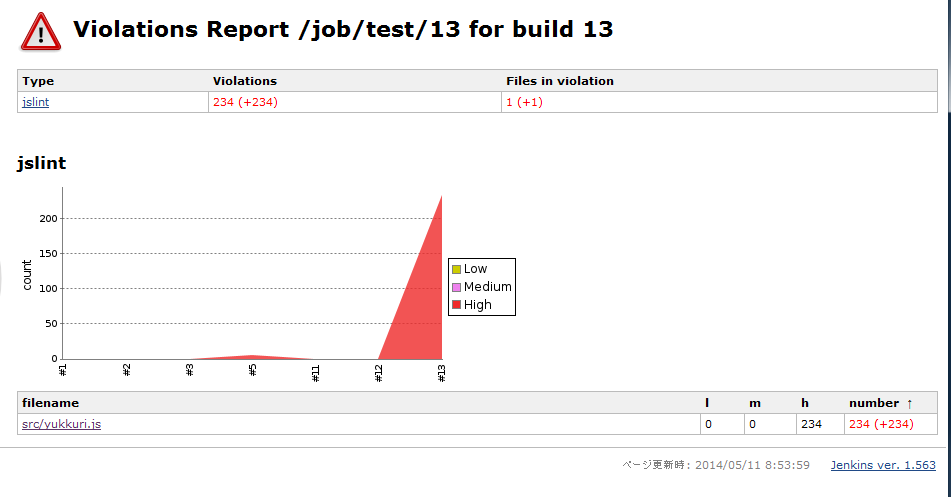 Violations Report /job/test/13 for build 13
Type Violations Files in violation
jslint 234 (+234) 1 (+1)
jslint
200
150
100
50
0
count
#1 #2 #3 #5 #11 #12 #13
Low
Medium
High
filename l m h number ↑
src/yukkuri.js 0 0 234 234 (+234)
ページ更新時: 2014/05/11 8:53:59 Jenkins ver. 1.563